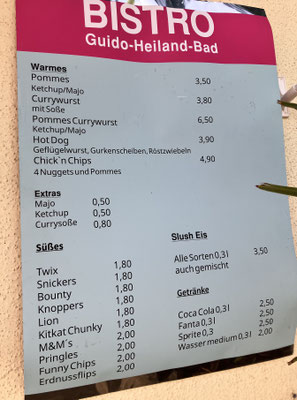 BISTRO
Guido-Heiland-Bad
Warmes
Pommes 3,50
Ketchup/Majo
Currywurst 3,80
mit Soße
Pommes Currywurst 6,50
Ketchup/Majo
Hot Dog 3,90
Geflügelwurst, Gurkenscheiben, Röstzwiebeln
Chick`n Chips 4,90
4 Nuggets und Pommes
Extras
Majo 0,50
Ketchup 0,50
Currysoße 0,80
Süßes
Twix 1,80
Snickers 1,80
Bounty 1,80
Knoppers 1,80
Lion 1,80
Kitkat Chunky 1,80
M&M´s 2,00
Pringles 2,00
Funny Chips 2,00
Erdnussflips 2,00
Slush Eis
Alle Sorten 0,3 l 3,50
auch gemischt
Getränke
Coca Cola 0,3 l 2,50
Fanta 0,3 l 2,50
Sprite 0,3 2,50
Wasser medium 0,3 l 2,00